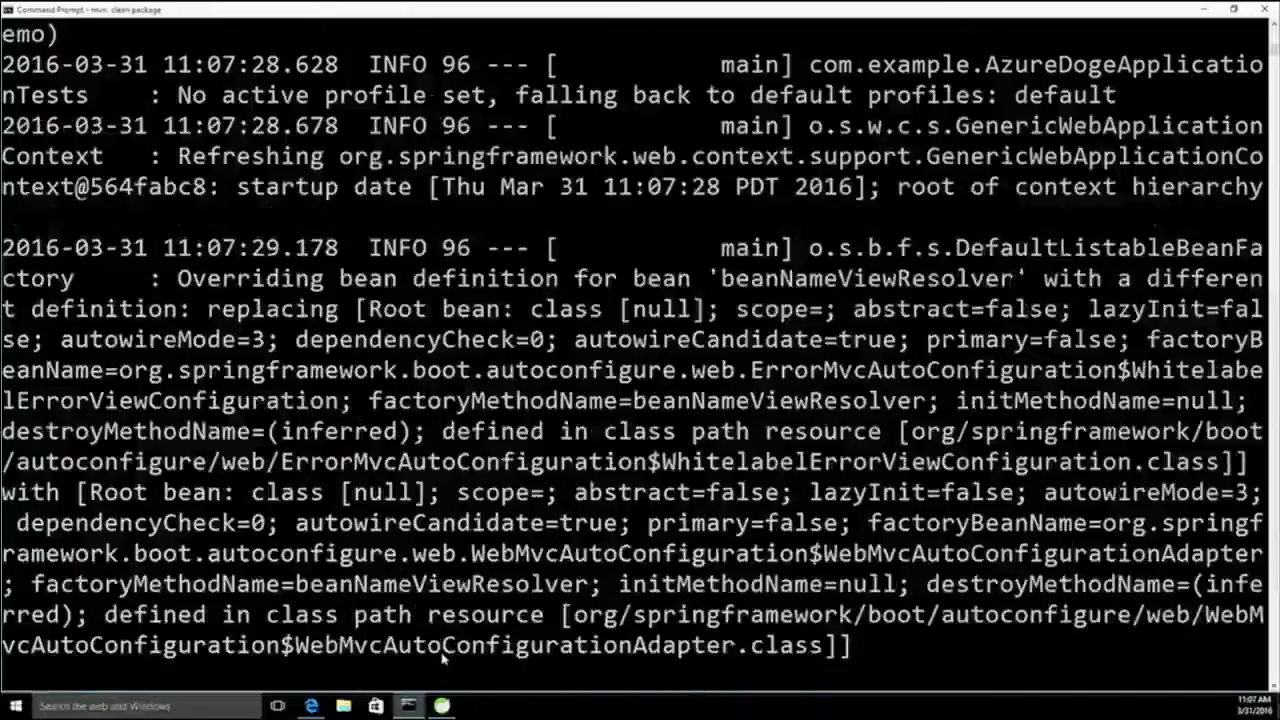 Command Prompt - mvn clean package
emo)
2016-03-31 11:07:28.628  INFO 96 --- [           main] com.example.AzureDogeApplicatio
nTests    : No active profile set, falling back to default profiles: default
2016-03-31 11:07:28.678  INFO 96 --- [           main] o.s.w.c.s.GenericWebApplication
Context   : Refreshing org.springframework.web.context.support.GenericWebApplicationCo
ntext@564fabc8: startup date [Thu Mar 31 11:07:28 PDT 2016]; root of context hierarchy
2016-03-31 11:07:29.178  INFO 96 --- [           main] o.s.b.f.s.DefaultListableBeanFa
ctory     : Overriding bean definition for bean 'beanNameViewResolver' with a differen
t definition: replacing [Root bean: class [null]; scope=; abstract=false; lazyInit=fal
se; autowireMode=3; dependencyCheck=0; autowireCandidate=true; primary=false; factoryB
eanName=org.springframework.boot.autoconfigure.web.ErrorMvcAutoConfiguration$Whitelabe
lErrorViewConfiguration; factoryMethodName=beanNameViewResolver; initMethodName=null;
destroyMethodName=(inferred); defined in class path resource [org/springframework/boot
/autoconfigure/web/ErrorMvcAutoConfiguration$WhitelabelErrorViewConfiguration.class]]
with [Root bean: class [null]; scope=; abstract=false; lazyInit=false; autowireMode=3;
 dependencyCheck=0; autowireCandidate=true; primary=false; factoryBeanName=org.springf
ramework.boot.autoconfigure.web.WebMvcAutoConfiguration$WebMvcAutoConfigurationAdapter
; factoryMethodName=beanNameViewResolver; initMethodName=null; destroyMethodName=(infe
rred); defined in class path resource [org/springframework/boot/autoconfigure/web/WebM
vcAutoConfiguration$WebMvcAutoConfigurationAdapter.class]]
Search the web and Windows
11:07 AM
3/31/2016